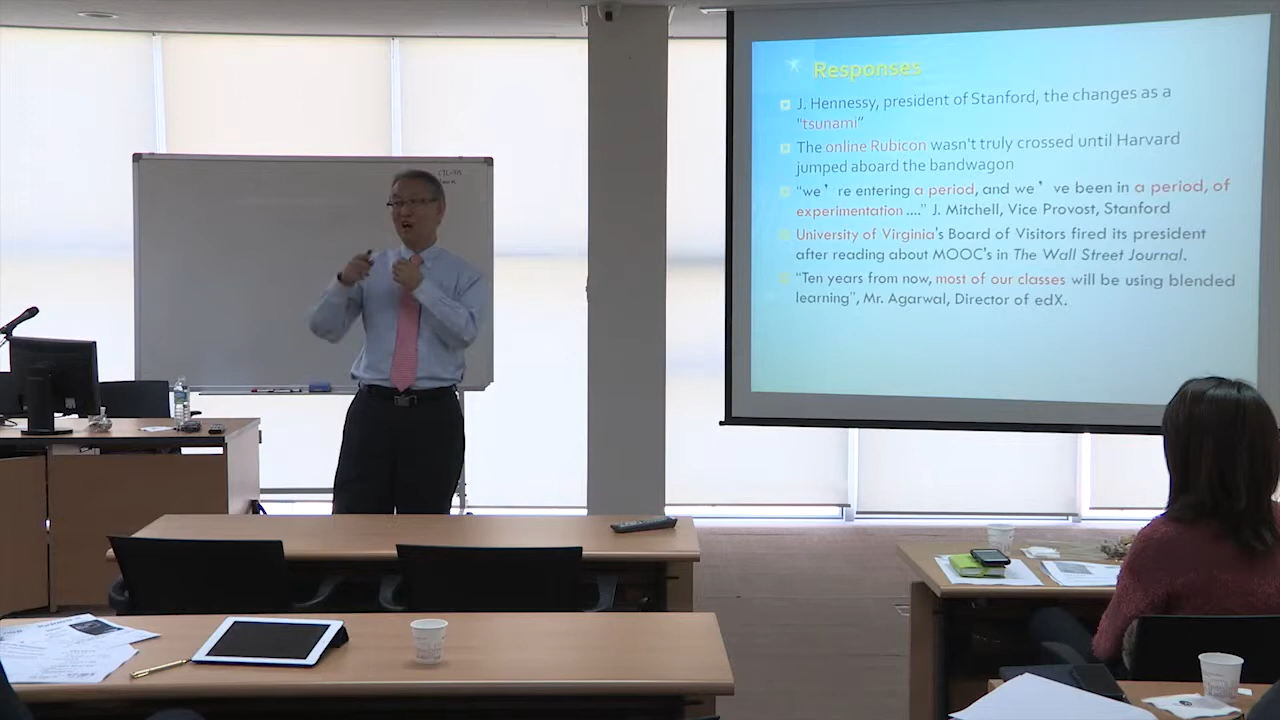 Responses
J. Hennessy, president of Stanford, the changes as a
"tsunami“
The online Rubicon wasn't truly crossed until Harvard
jumped aboard the bandwagon
“we’re entering a period, and we’ve been in a period, of
experimentation ....” J. Mitchell, Vice Provost, Stanford
University of Virginia's Board of Visitors fired its president
after reading about MOOC's in The Wall Street Journal.
“Ten years from now, most of our classes will be using blended
learning”, Mr. Agarwal, Director of edX.